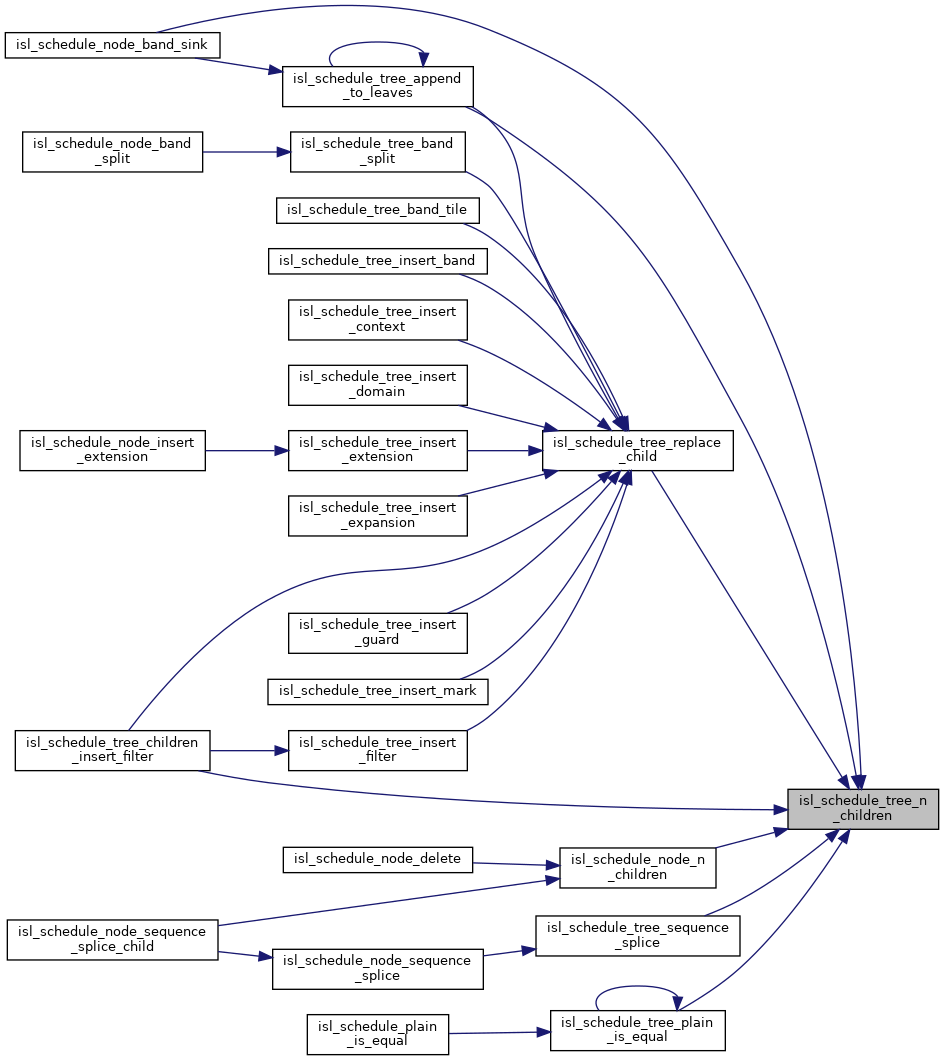 isl_schedule_node_band_sink
isl_schedule_tree_append
_to_leaves
isl_schedule_node_band
_split
isl_schedule_tree_band
_split
isl_schedule_tree_band_tile
isl_schedule_tree_insert_band
isl_schedule_tree_insert
_context
isl_schedule_tree_insert
_domain
isl_schedule_node_insert
_extension
isl_schedule_tree_insert
_extension
isl_schedule_tree_replace
_child
isl_schedule_tree_insert
_expansion
isl_schedule_tree_insert
_guard
isl_schedule_tree_insert_mark
isl_schedule_tree_children
_insert_filter
isl_schedule_tree_insert
_filter
isl_schedule_tree_n
_children
isl_schedule_node_delete
isl_schedule_node_n
_children
isl_schedule_node_sequence
_splice_child
isl_schedule_tree_sequence
_splice
isl_schedule_node_sequence
_splice
isl_schedule_plain
_is_equal
isl_schedule_tree_plain
_is_equal